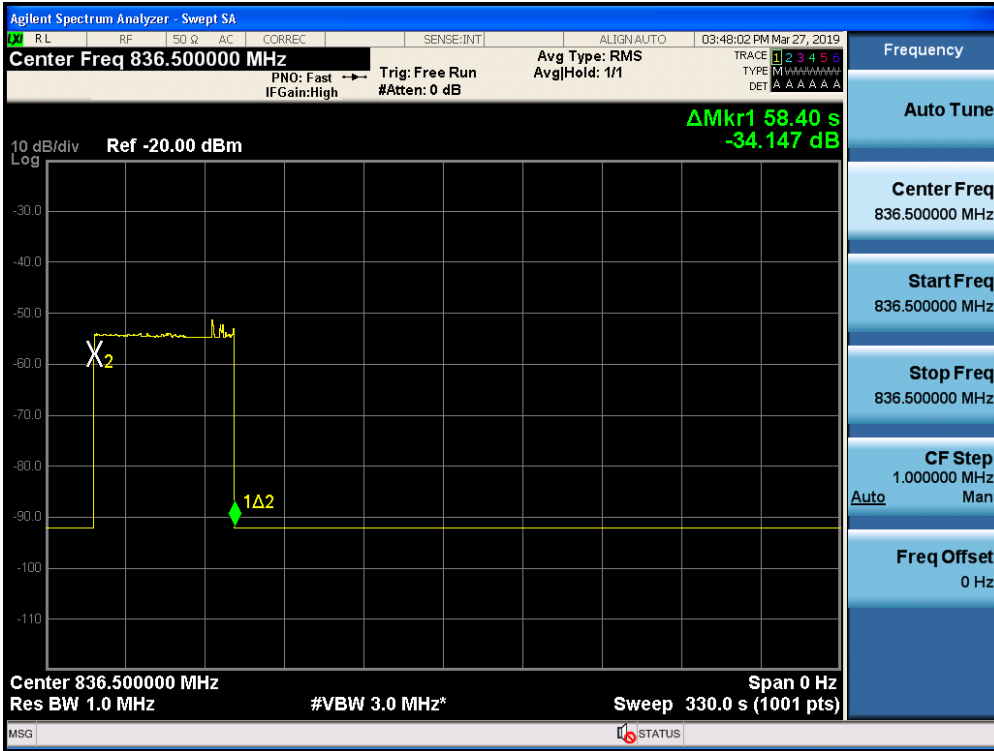 Agilent Spectrum Analyzer - Swept SA
LXI RL RF 50 Ω AC CORREC SENSE:INT ALIGN AUTO 03:48:02 PM Mar 27, 2019
Center Freq 836.500000 MHz
PNO: Fast
IFGain:High
Trig: Free Run
#Atten: 0 dB
Avg Type: RMS
Avg|Hold: 1/1
TRACE 1 2 3 4 5 6
TYPE M WWWWW
DET A A A A A A
ΔMkr1 58.40 s
-34.147 dB
10 dB/div Ref -20.00 dBm
Log
-30.0
-40.0
-50.0
-60.0
-70.0
-80.0
-90.0
-100
-110
X2
1Δ2
Center 836.500000 MHz
Span 0 Hz
Res BW 1.0 MHz #VBW 3.0 MHz* Sweep 330.0 s (1001 pts)
MSG STATUS
Frequency
Auto Tune
Center Freq
836.500000 MHz
Start Freq
836.500000 MHz
Stop Freq
836.500000 MHz
CF Step
1.000000 MHz
Auto Man
Freq Offset
0 Hz